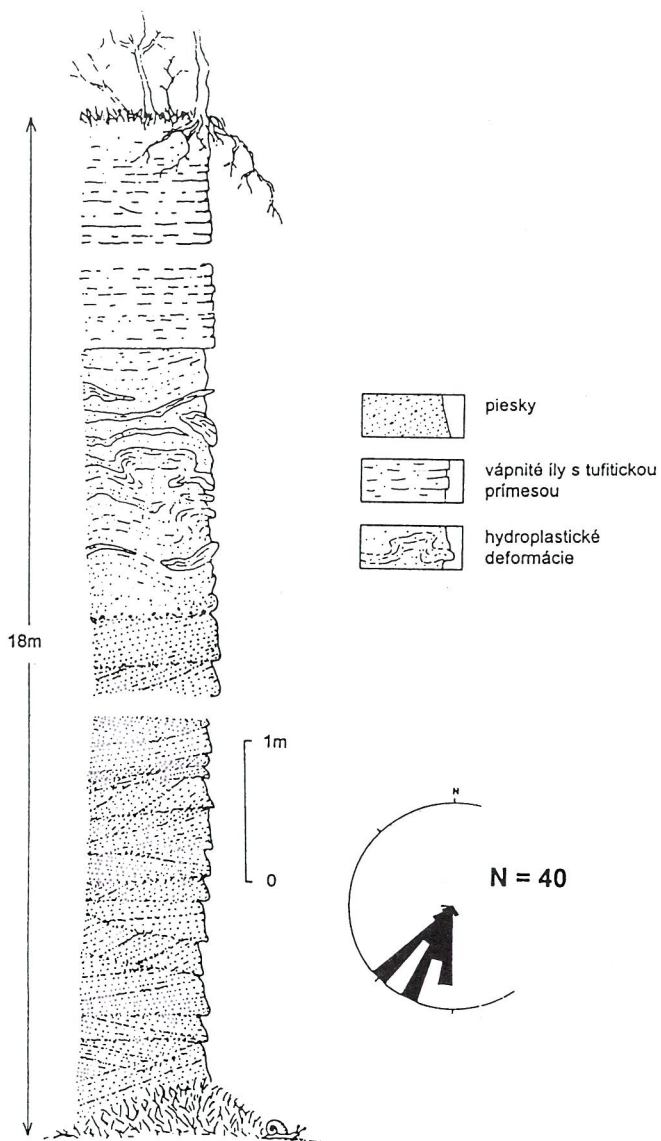 piesky
vápnité íly s tufitickou
prímesou
hydroplastické
deformácie
18m
1m
0
N
N = 40